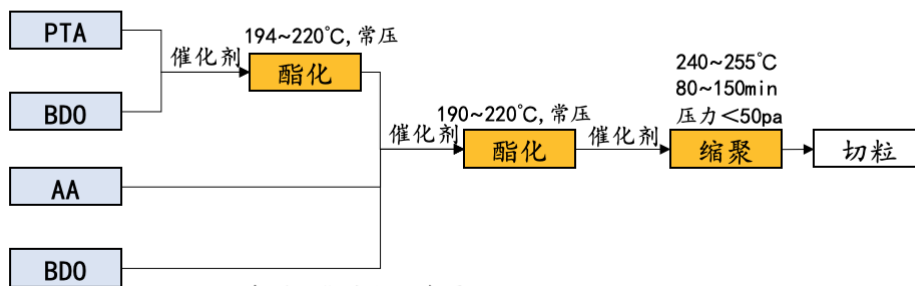 PTA
BDO
AA
BDO
催化剂
194~220℃,常压
酯化
催化剂
190~220℃,常压
酯化
催化剂
240~255℃
80~150min
压力<50pa
缩聚
切粒